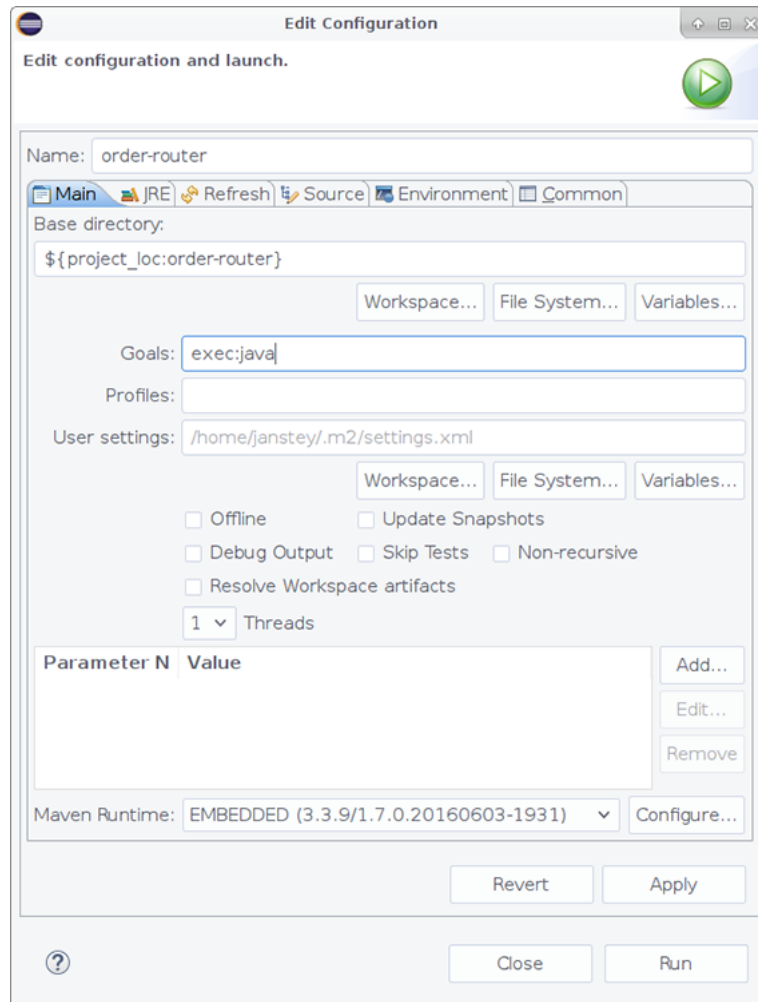 Edit Configuration
Edit configuration and launch.
Name: order-router
Main JRE Refresh Source Environment Common
Base directory:
${project_loc:order-router}
Workspace... File System... Variables...
Goals: exec:java
Profiles:
User settings: /home/janstey/.m2/settings.xml
Workspace... File System... Variables...
Offline Update Snapshots
Debug Output Skip Tests Non-recursive
Resolve Workspace artifacts
1 Threads
Parameter N Value
Add...
Edit...
Remove
Maven Runtime: EMBEDDED (3.3.9/1.7.0.20160603-1931) Configure...
Revert Apply
? Close Run